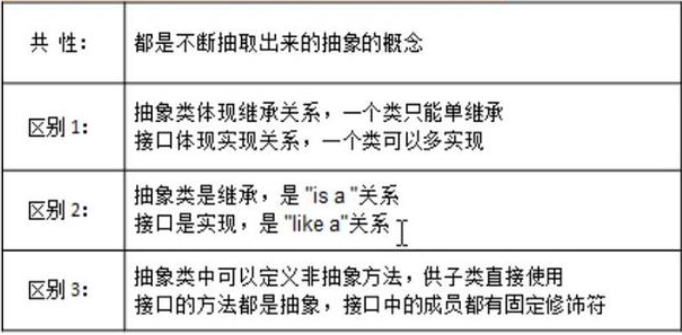 共 性： 都是不断抽取出来的抽象的概念
区别1： 抽象类体现继承关系，一个类只能单继承
接口体现实现关系，一个类可以多实现
区别2： 抽象类是继承，是 "is a "关系
接口是实现，是 "like a"关系
区别3： 抽象类中可以定义非抽象方法，供子类直接使用
接口的方法都是抽象，接口中的成员都有固定修饰符